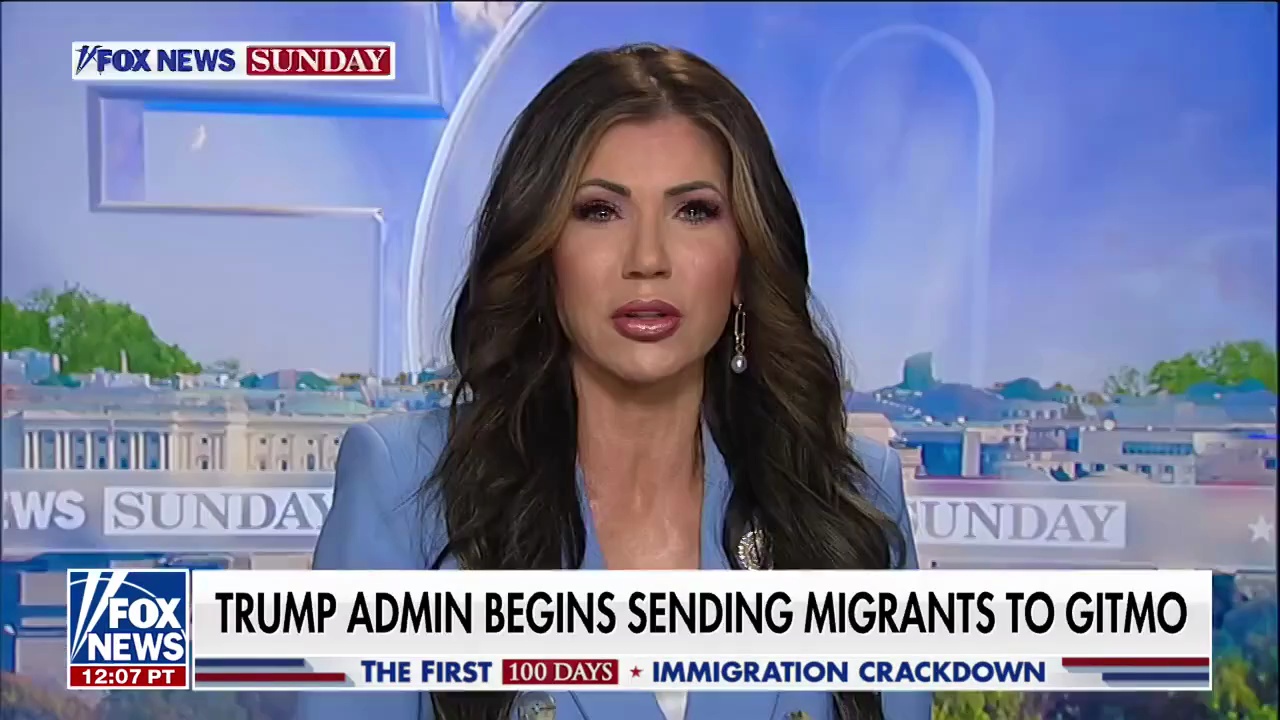 FOX NEWS SUNDAY
EWS SUNDAY
SUNDAY
FOX
NEWS
12:07 PT
TRUMP ADMIN BEGINS SENDING MIGRANTS TO GITMO
THE FIRST 100 DAYS ★ IMMIGRATION CRACKDOWN